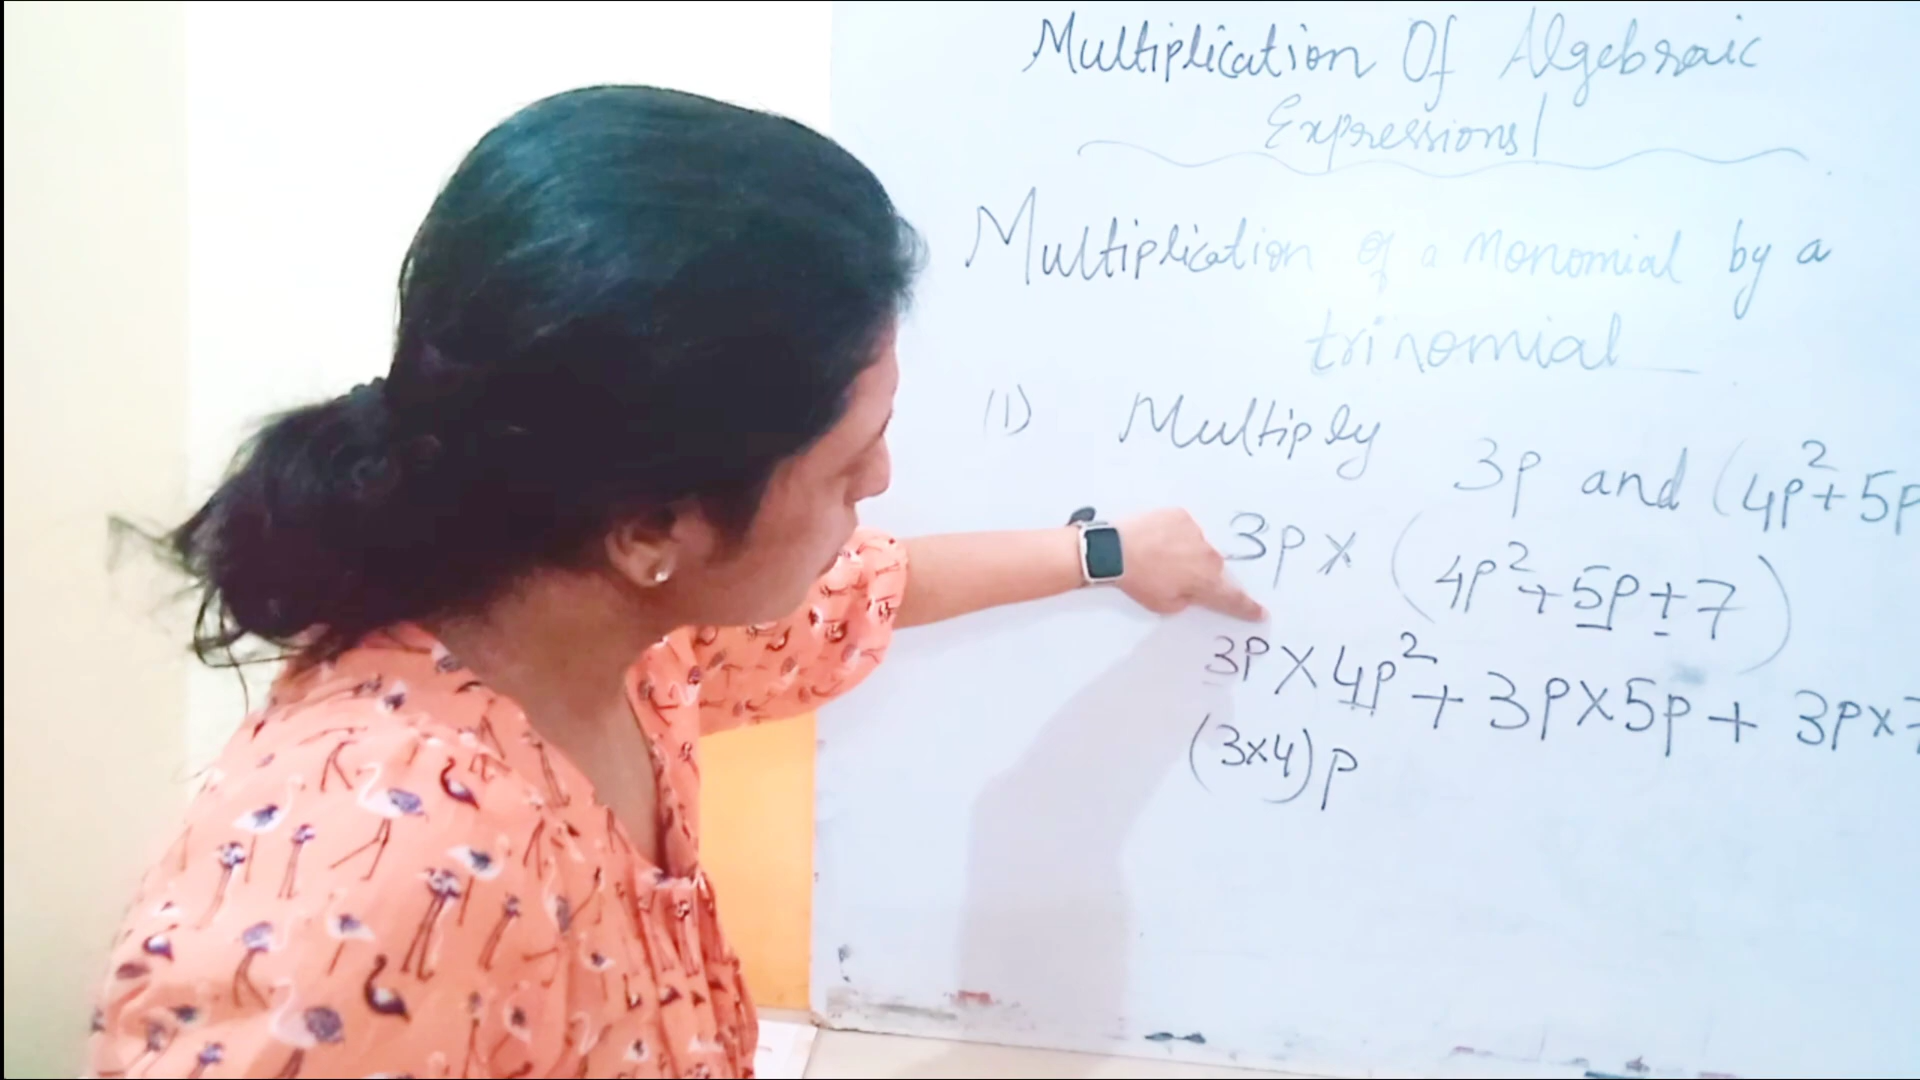 Multiplication Of Algebraic
Expressions
Multiplication of a Monomial by a
trinomial
(1) Multiply 3p and (4p²+5p
3p × (4p²+5p+7)
3p×4p²+3p×5p+3p×7
(3×4)p